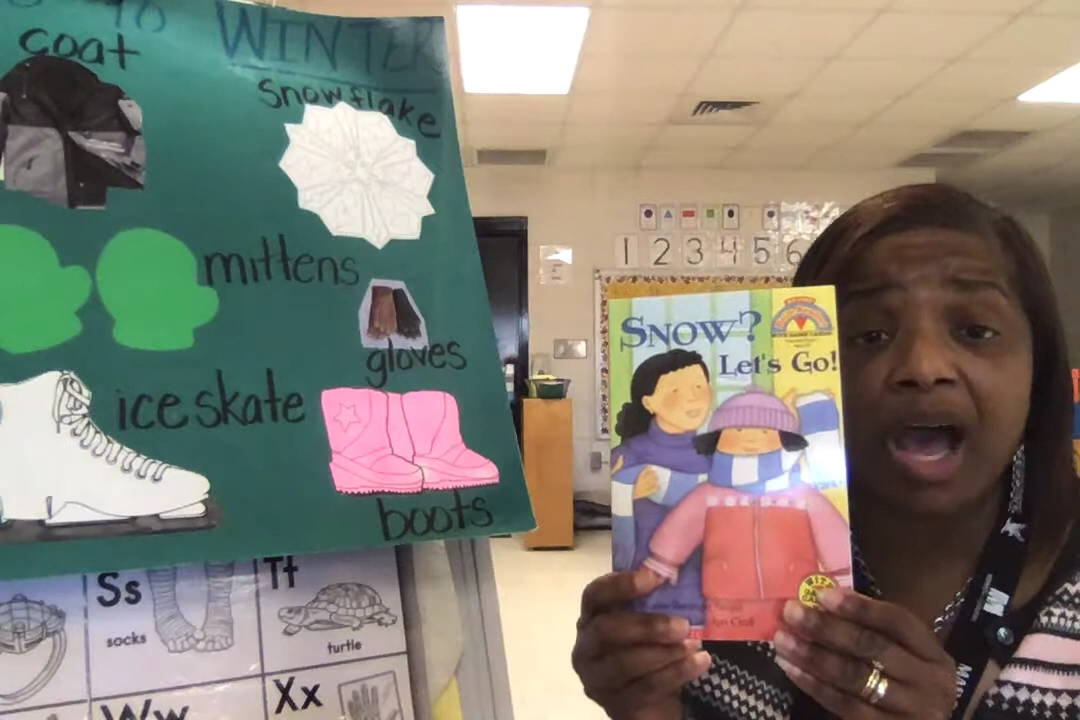 TO WINTER
coat
snowflake
mittens
gloves
ice skate
boots
Ss
socks
Tt
turtle
Ww
Xx
1 2 3 4 5 6
SNOW?
Let's Go!